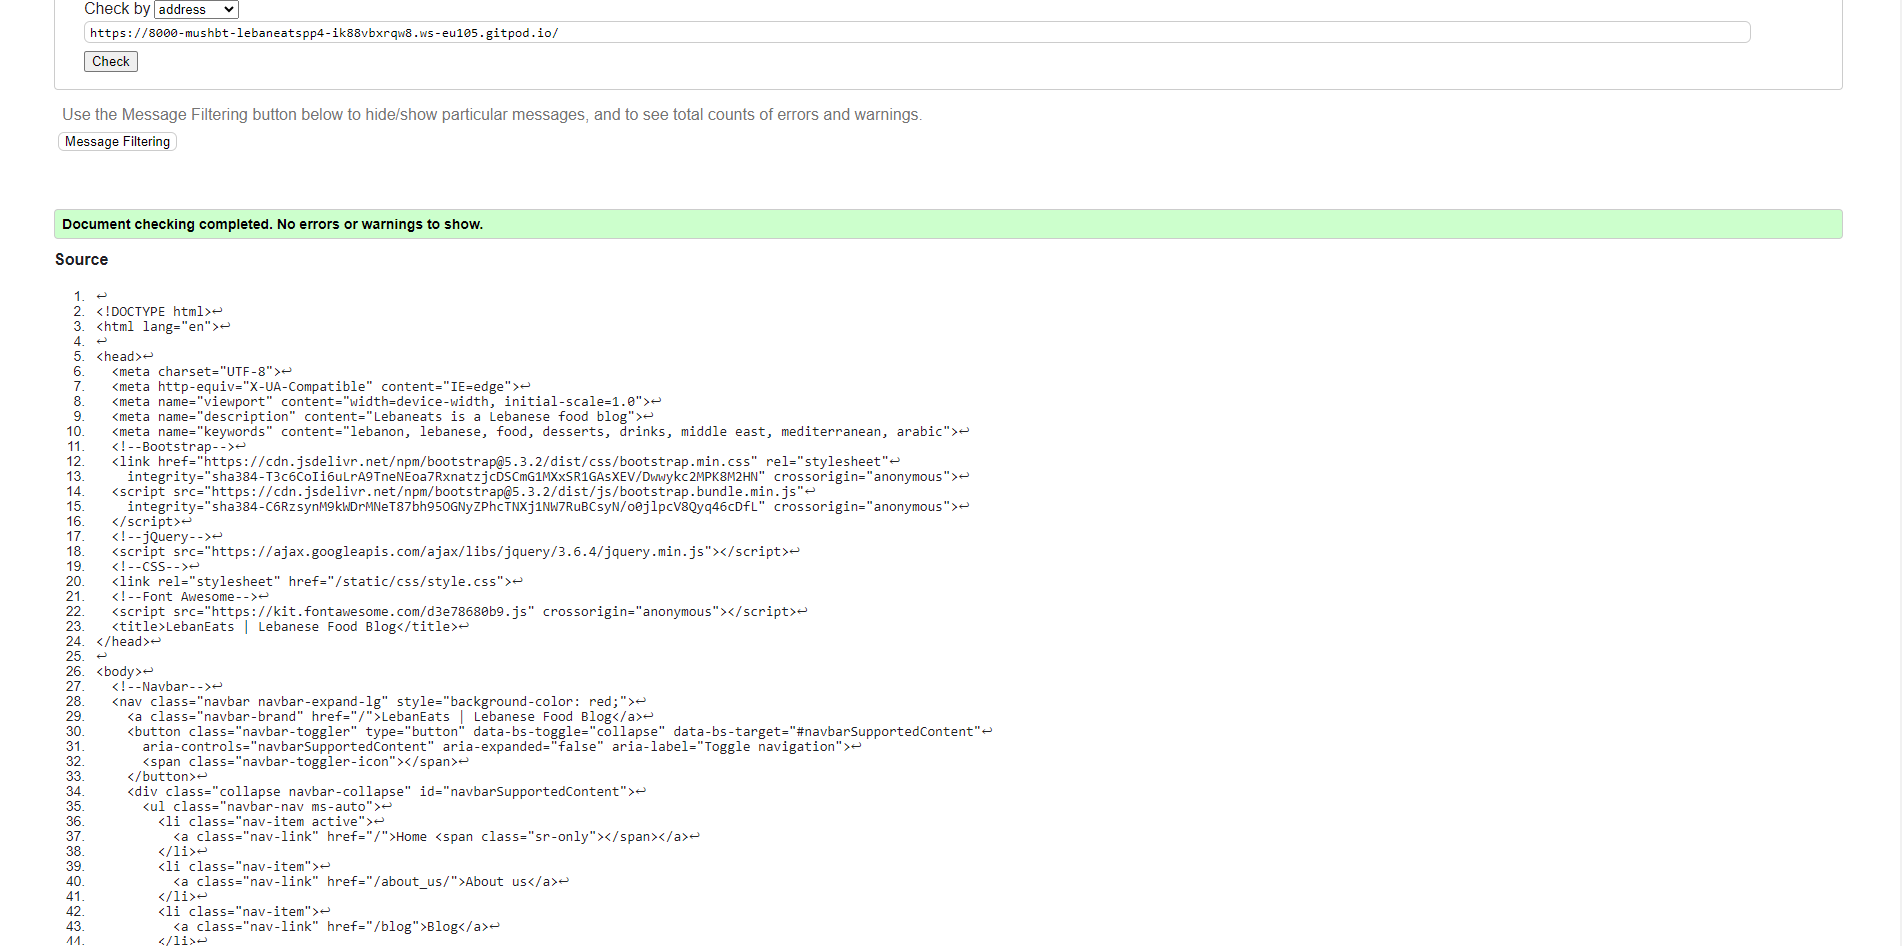 Check by address
https://8000-mushbt-lebaneatspp4-ik88vbxrqw8.ws-eu105.gitpod.io/
Check
Use the Message Filtering button below to hide/show particular messages, and to see total counts of errors and warnings.
Message Filtering
Document checking completed. No errors or warnings to show.
Source
1. ↩
2. <!DOCTYPE html>↩
3. <html lang="en">↩
4. ↩
5. <head>↩
6.   <meta charset="UTF-8">↩
7.   <meta http-equiv="X-UA-Compatible" content="IE=edge">↩
8.   <meta name="viewport" content="width=device-width, initial-scale=1.0">↩
9.   <meta name="description" content="Lebaneats is a Lebanese food blog">↩
10.   <meta name="keywords" content="lebanon, lebanese, food, desserts, drinks, middle east, mediterranean, arabic">↩
11.   <!--Bootstrap-->↩
12.   <link href="https://cdn.jsdelivr.net/npm/bootstrap@5.3.2/dist/css/bootstrap.min.css" rel="stylesheet"↩
13.     integrity="sha384-T3c6CoIi6uLrA9TneNEoa7RxnatzjcDSCmG1MXxSR1GAsXEV/Dwwykc2MPK8M2HN" crossorigin="anonymous">↩
14.   <script src="https://cdn.jsdelivr.net/npm/bootstrap@5.3.2/dist/js/bootstrap.bundle.min.js"↩
15.     integrity="sha384-C6RzsynM9kWDrMNeT87bh95OGNyZPhcTNXj1NW7RuBCsyN/o0jlpcV8Qyq46cDfL" crossorigin="anonymous">↩
16.   </script>↩
17.   <!--jQuery-->↩
18.   <script src="https://ajax.googleapis.com/ajax/libs/jquery/3.6.4/jquery.min.js"></script>↩
19.   <!--CSS-->↩
20.   <link rel="stylesheet" href="/static/css/style.css">↩
21.   <!--Font Awesome-->↩
22.   <script src="https://kit.fontawesome.com/d3e78680b9.js" crossorigin="anonymous"></script>↩
23.   <title>LebanEats | Lebanese Food Blog</title>↩
24. </head>↩
25. ↩
26. <body>↩
27.   <!--Navbar-->↩
28.   <nav class="navbar navbar-expand-lg" style="background-color: red;">↩
29.     <a class="navbar-brand" href="/">LebanEats | Lebanese Food Blog</a>↩
30.     <button class="navbar-toggler" type="button" data-bs-toggle="collapse" data-bs-target="#navbarSupportedContent"↩
31.       aria-controls="navbarSupportedContent" aria-expanded="false" aria-label="Toggle navigation">↩
32.       <span class="navbar-toggler-icon"></span>↩
33.     </button>↩
34.     <div class="collapse navbar-collapse" id="navbarSupportedContent">↩
35.       <ul class="navbar-nav ms-auto">↩
36.         <li class="nav-item active">↩
37.           <a class="nav-link" href="/">Home <span class="sr-only"></span></a>↩
38.         </li>↩
39.         <li class="nav-item">↩
40.           <a class="nav-link" href="/about_us/">About us</a>↩
41.         </li>↩
42.         <li class="nav-item">↩
43.           <a class="nav-link" href="/blog">Blog</a>↩
44.         </li>↩